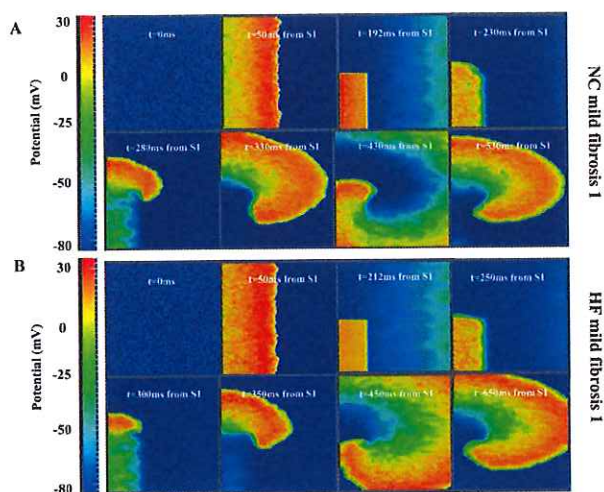 A
30
0
-25
-50
-80
Potential (mV)
t=0ms
t=50ms from S1
t=192ms from S1
t=230ms from S1
t=280ms from S1
t=330ms from S1
t=430ms from S1
t=530ms from S1
NC mild fibrosis 1
B
30
0
-25
-50
-80
Potential (mV)
t=0ms
t=50ms from S1
t=212ms from S1
t=250ms from S1
t=300ms from S1
t=350ms from S1
t=450ms from S1
t=650ms from S1
HF mild fibrosis 1